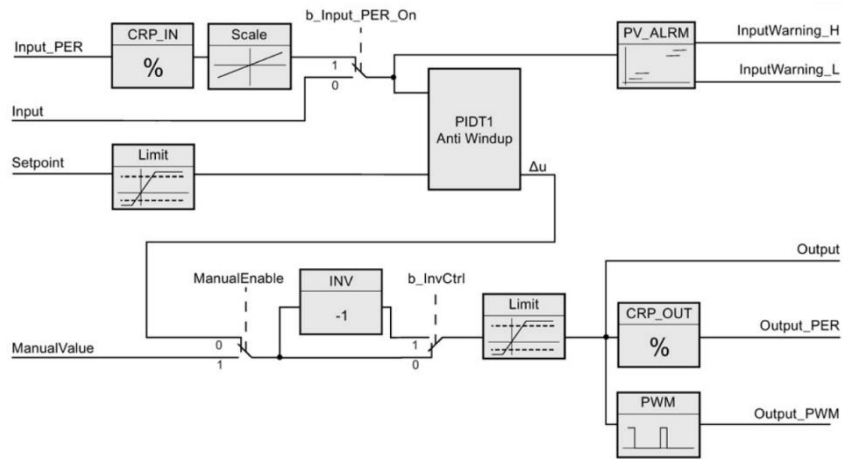 b_Input_PER_On
CRP_IN
Scale
PV_ALRM
InputWarning_H
Input_PER
%
1
0
InputWarning_L
Input
PIDT1
Anti Windup
Setpoint
Limit
Δu
Output
ManualEnable
INV
b_InvCtrl
-1
Limit
CRP_OUT
Output_PER
%
ManualValue
0
1
1
0
PWM
Output_PWM